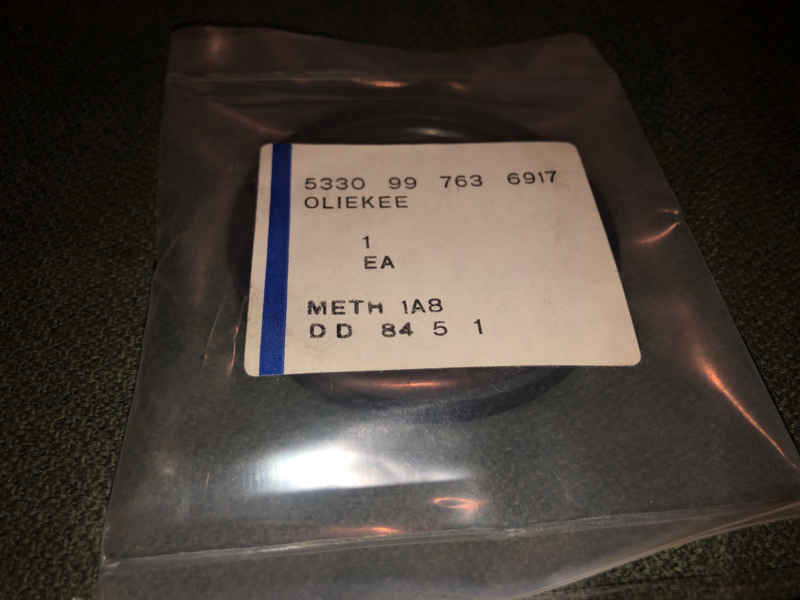 5330 99 763 6917
OLIEKEE
1
EA
METH 1A8
DD 84 5 1